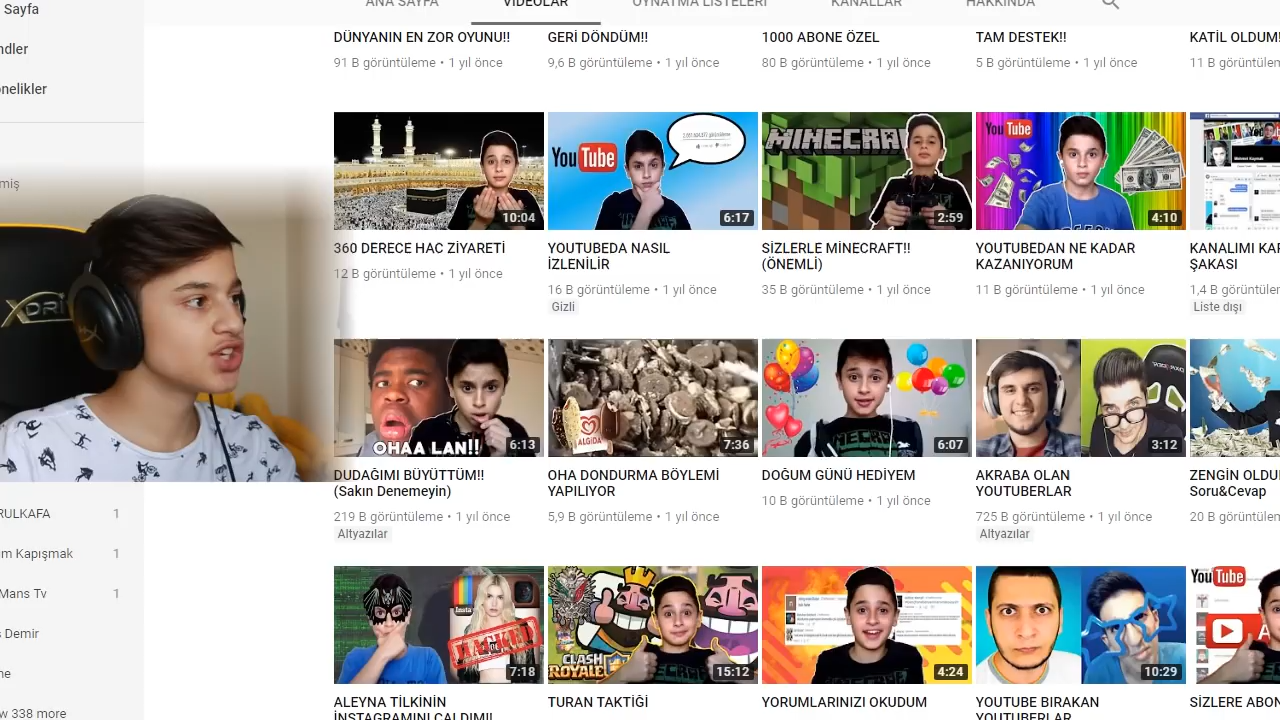 Sayfa
ANA SAYFA
VİDEOLAR
OYNATMA LİSTELERİ
KANALLAR
HAKKINDA
ndler
nelikler
miş
DÜNYANIN EN ZOR OYUNU!!
91 B görüntüleme • 1 yıl önce
GERİ DÖNDÜM!!
9,6 B görüntüleme • 1 yıl önce
1000 ABONE ÖZEL
80 B görüntüleme • 1 yıl önce
TAM DESTEK!!
5 B görüntüleme • 1 yıl önce
KATİL OLDUM!
11 B görüntülem
10:04
360 DERECE HAC ZİYARETİ
12 B görüntüleme • 1 yıl önce
YouTube
6:17
YOUTUBEDA NASIL
İZLENİLİR
16 B görüntüleme • 1 yıl önce
Gizli
MINECRA
2:59
SİZLERLE MİNECRAFT!!
(ÖNEMLİ)
35 B görüntüleme • 1 yıl önce
YouTube
4:10
YOUTUBEDAN NE KADAR
KAZANIYORUM
11 B görüntüleme • 1 yıl önce
KANALIMI KAP
ŞAKASI
1,4 B görüntülem
Liste dışı
XDRI
OHAA LAN!!
6:13
DUDAĞIMI BÜYÜTTÜM!!
(Sakın Denemeyin)
219 B görüntüleme • 1 yıl önce
Altyazılar
ALGIDA
7:36
OHA DONDURMA BÖYLEMİ
YAPILIYOR
5,9 B görüntüleme • 1 yıl önce
6:07
DOĞUM GÜNÜ HEDİYEM
10 B görüntüleme • 1 yıl önce
3:12
AKRABA OLAN
YOUTUBERLAR
725 B görüntüleme • 1 yıl önce
Altyazılar
ZENGİN OLDU
Soru&Cevap
20 B görüntülem
RULKAFA 1
m Kapışmak 1
Mans Tv 1
s Demir
ne
w 338 more
Insta
7:18
ALEYNA TİLKİNİN
İNSTAGRAMINI ÇALDIM!!
CLASH
ROYALE
15:12
TURAN TAKTİĞİ
4:24
YORUMLARINIZI OKUDUM
10:29
YOUTUBE BIRAKAN
YOUTUBERLAR
YouTube
SİZLERE ABON